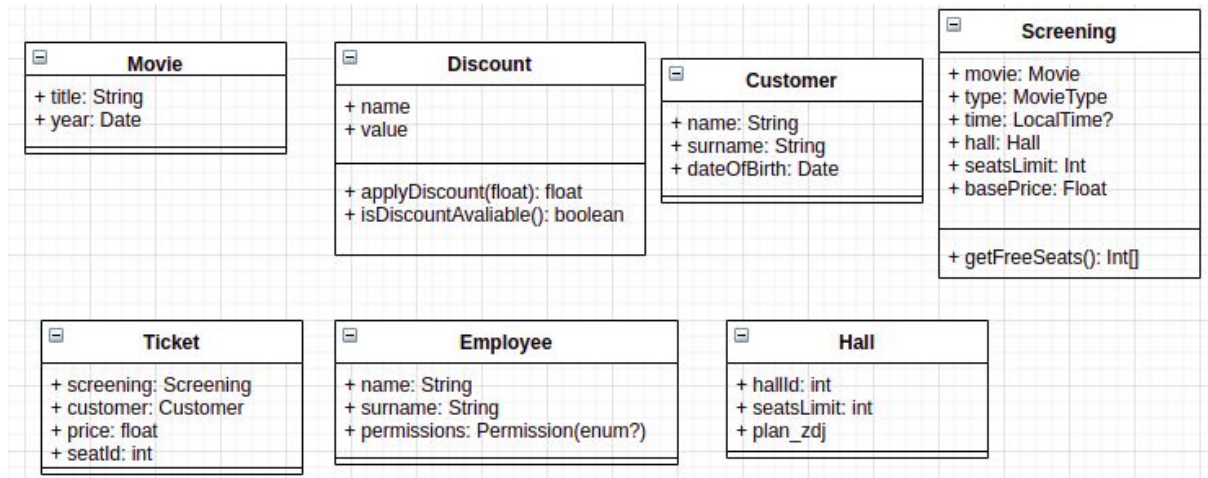 Movie
+ title: String
+ year: Date
Discount
+ name
+ value
+ applyDiscount(float): float
+ isDiscountAvaliable(): boolean
Customer
+ name: String
+ surname: String
+ dateOfBirth: Date
Screening
+ movie: Movie
+ type: MovieType
+ time: LocalTime?
+ hall: Hall
+ seatsLimit: Int
+ basePrice: Float
+ getFreeSeats(): Int[]
Ticket
+ screening: Screening
+ customer: Customer
+ price: float
+ seatId: int
Employee
+ name: String
+ surname: String
+ permissions: Permission(enum?)
Hall
+ hallId: int
+ seatsLimit: int
+ plan_zdj